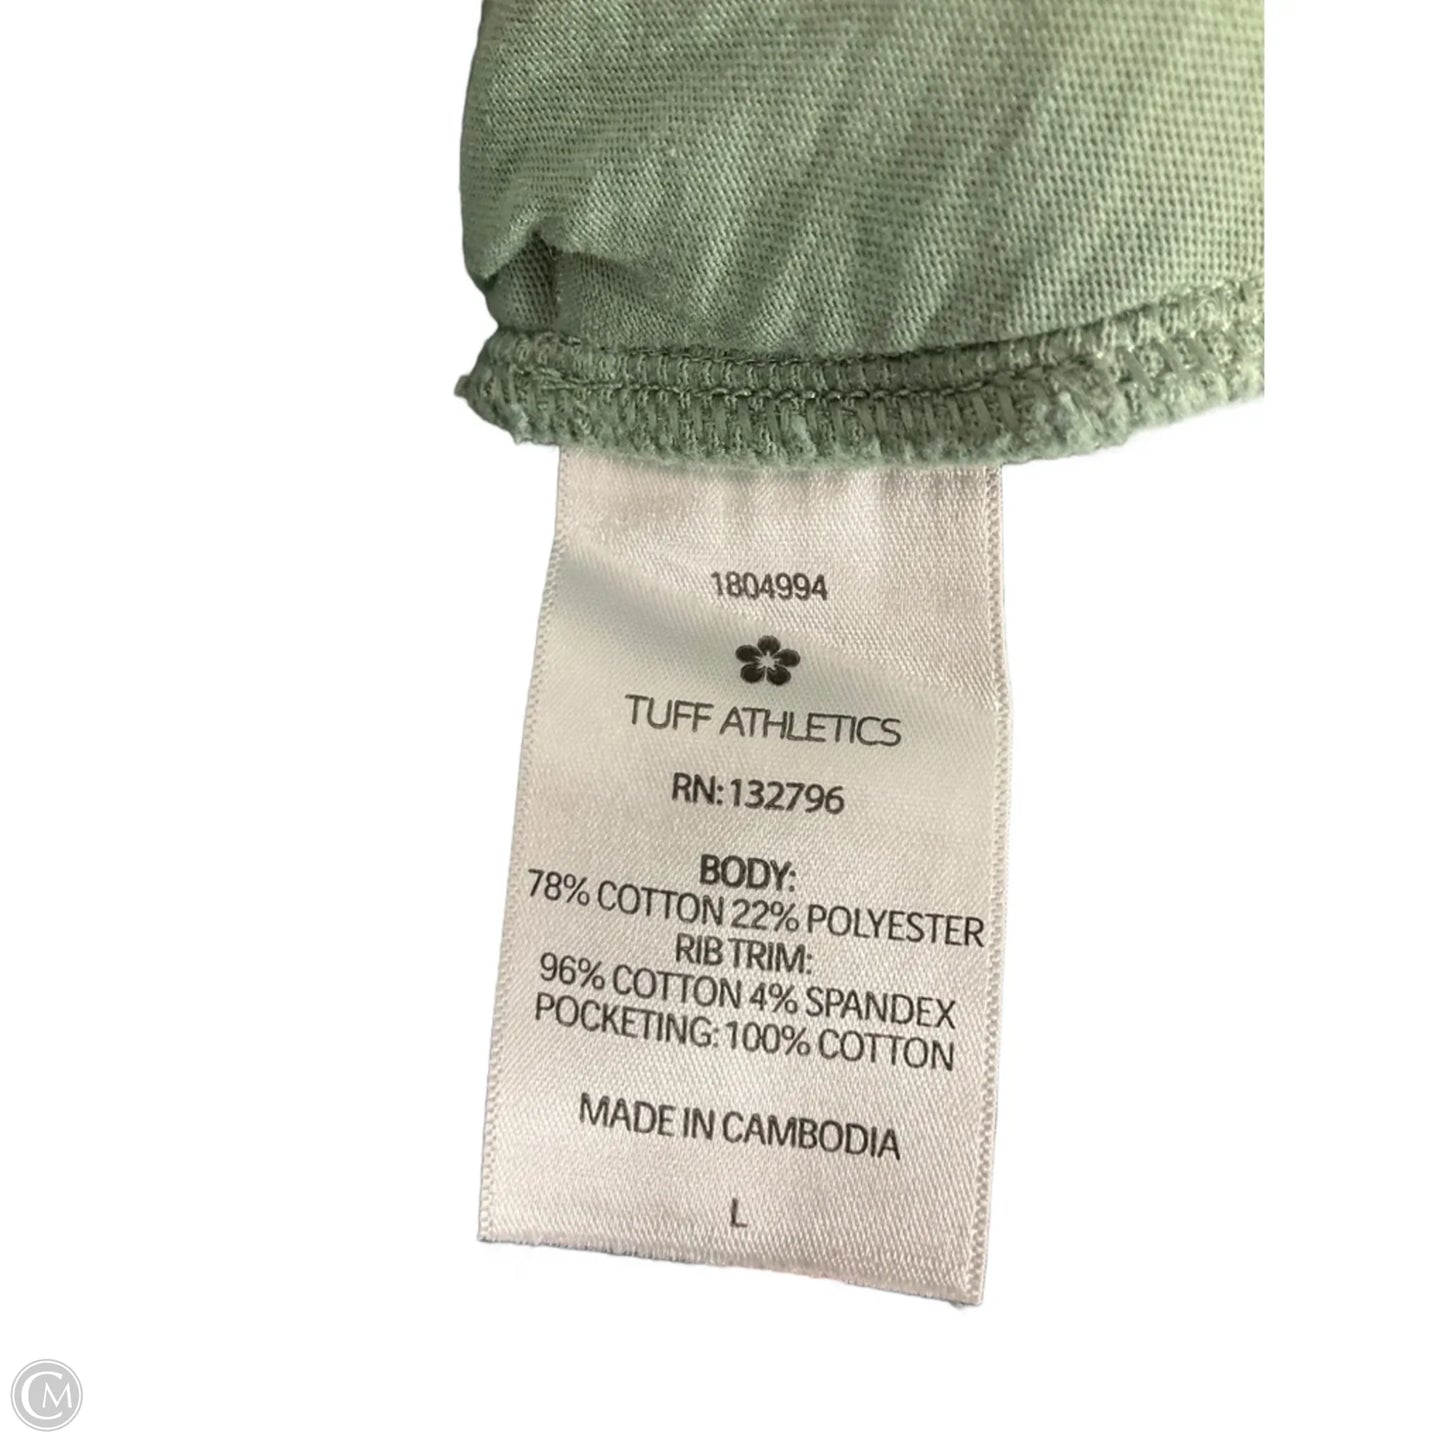 1804994
TUFF ATHLETICS
RN: 132796
BODY:
78% COTTON 22% POLYESTER
RIB TRIM:
96% COTTON 4% SPANDEX
POCKETING: 100% COTTON
MADE IN CAMBODIA
L
CM